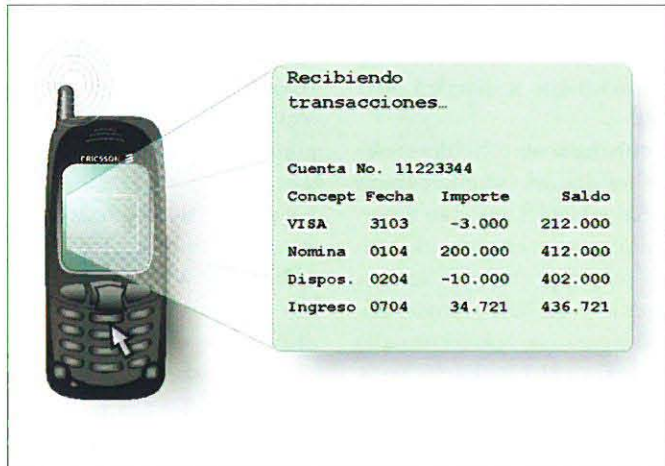 Recibiendo
transacciones…
ERICSSON
Cuenta No. 11223344
Concept Fecha Importe Saldo
VISA 3103 -3.000 212.000
Nomina 0104 200.000 412.000
Dispos. 0204 -10.000 402.000
Ingreso 0704 34.721 436.721